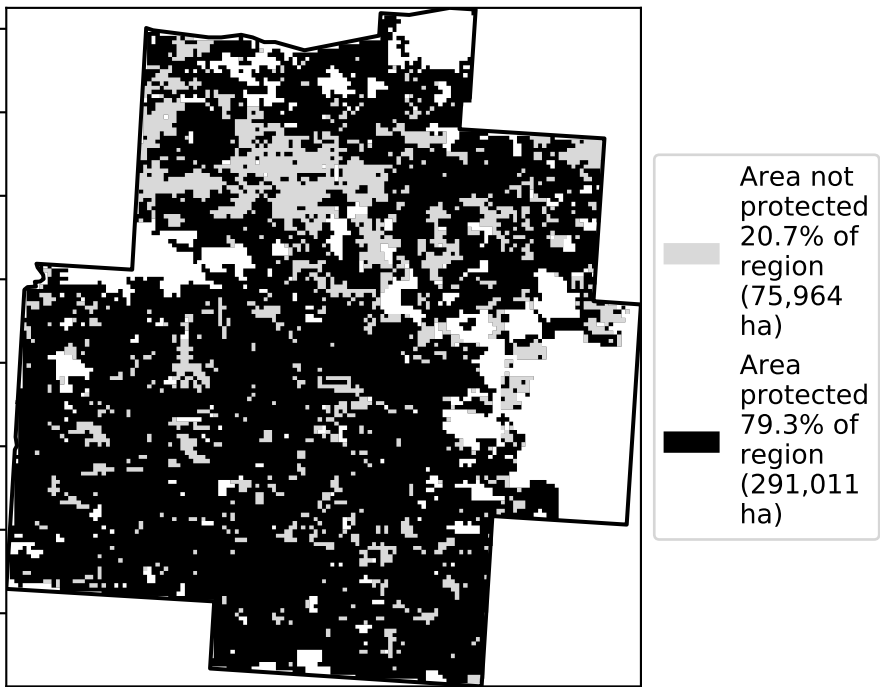 Area not
protected
20.7% of
region
(75,964
ha)
Area
protected
79.3% of
region
(291,011
ha)